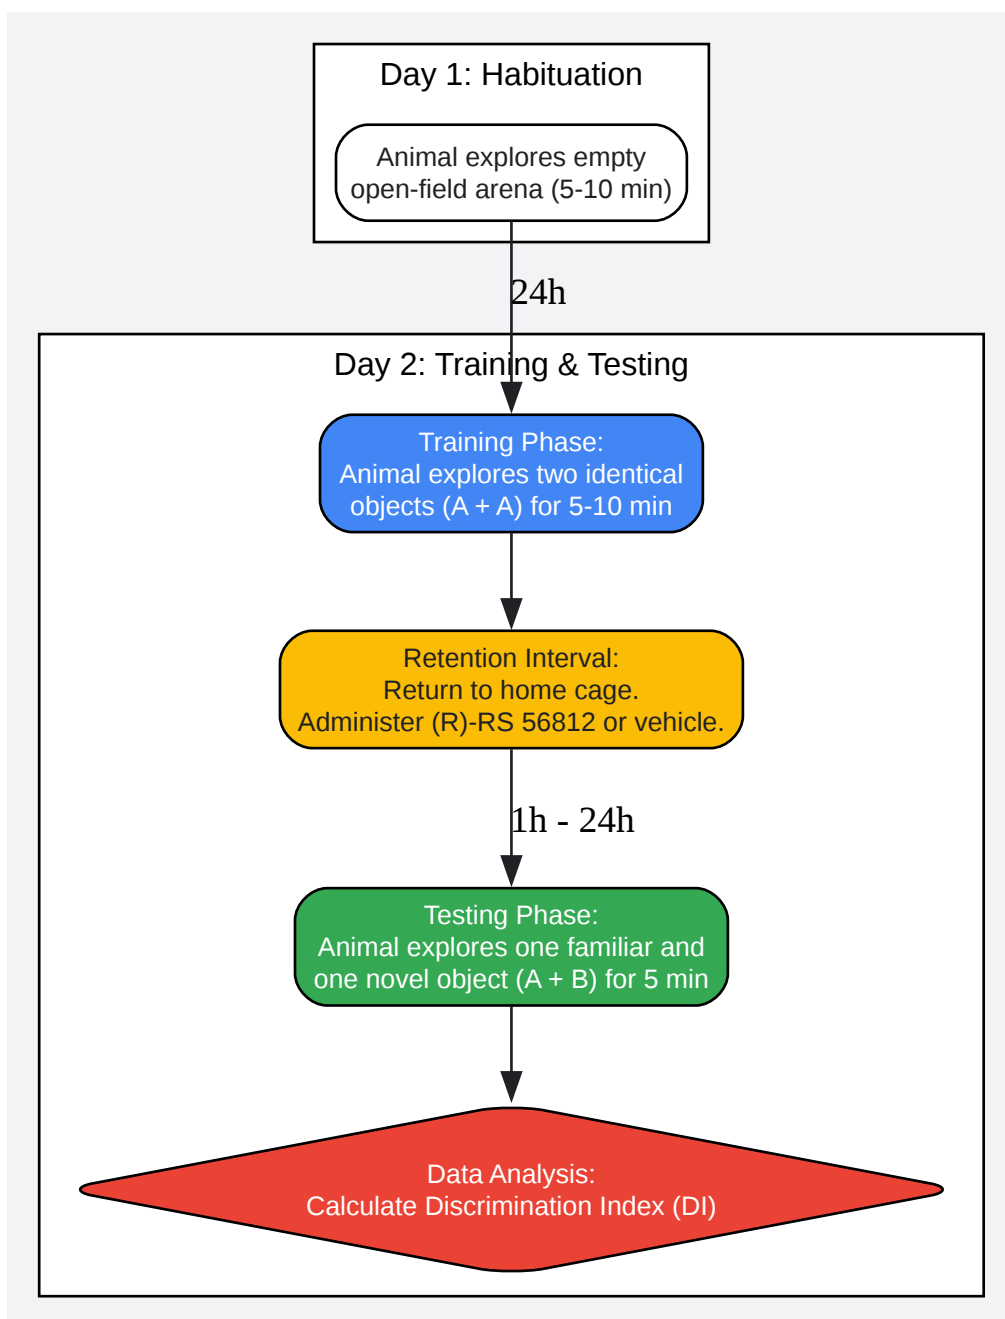 Day 1: Habituation
Animal explores empty
open-field arena (5-10 min)
24h
Day 2: Training & Testing
Training Phase:
Animal explores two identical
objects (A + A) for 5-10 min
Retention Interval:
Return to home cage.
Administer (R)-RS 56812 or vehicle.
1h - 24h
Testing Phase:
Animal explores one familiar and
one novel object (A + B) for 5 min
Data Analysis:
Calculate Discrimination Index (DI)